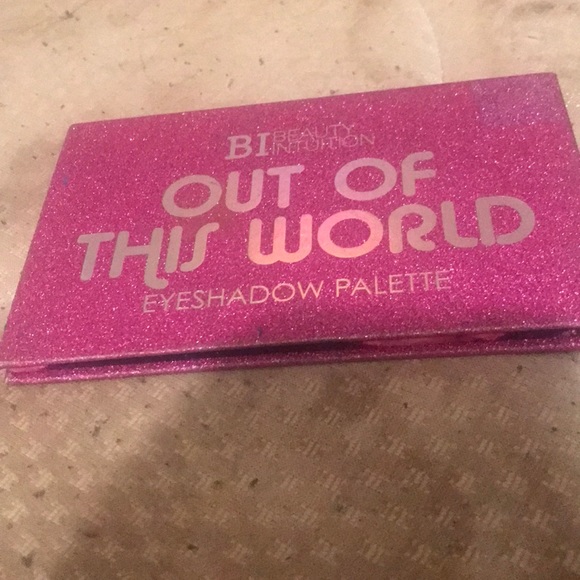 BI BEAUTY
INTUITION
OUT OF
THIS WORLD
EYESHADOW PALETTE